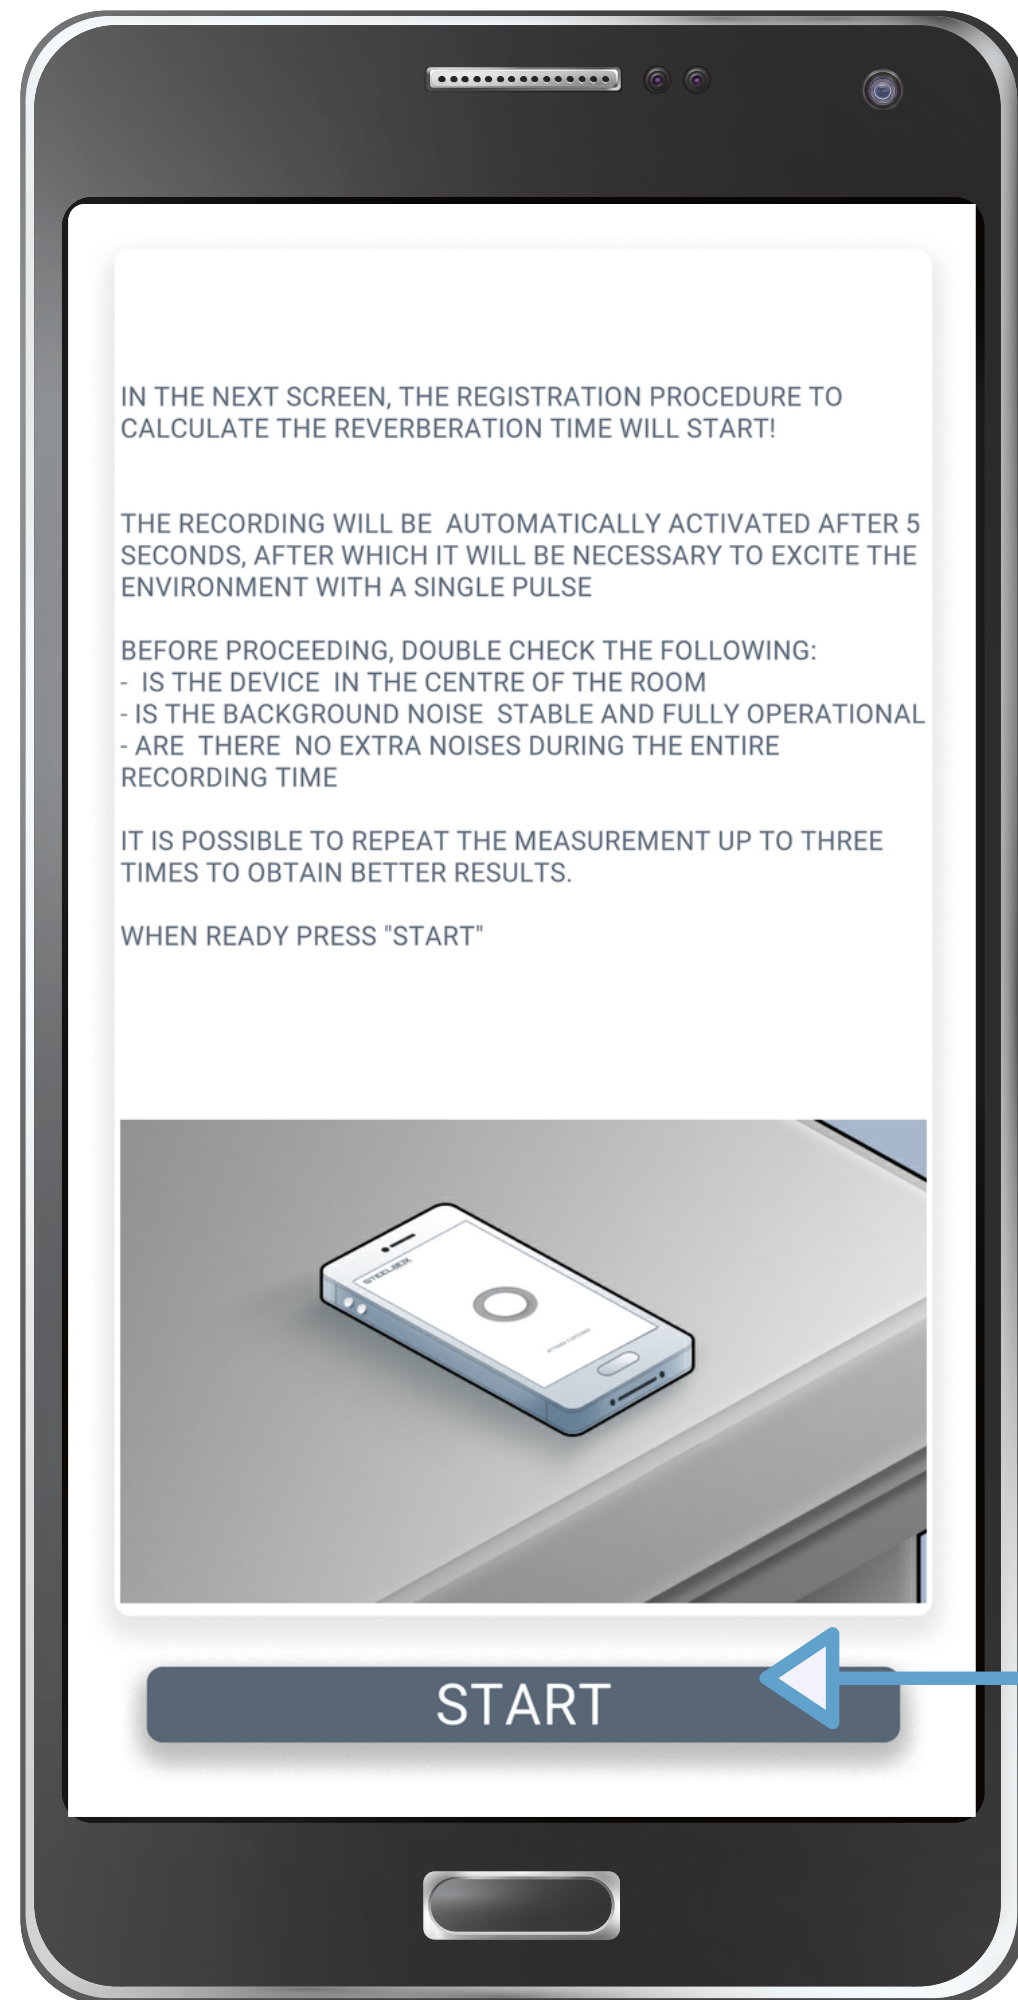 IN THE NEXT SCREEN, THE REGISTRATION PROCEDURE TO
CALCULATE THE REVERBERATION TIME WILL START!
THE RECORDING WILL BE  AUTOMATICALLY ACTIVATED AFTER 5
SECONDS, AFTER WHICH IT WILL BE NECESSARY TO EXCITE THE
ENVIRONMENT WITH A SINGLE PULSE
BEFORE PROCEEDING, DOUBLE CHECK THE FOLLOWING:
-  IS THE DEVICE  IN THE CENTRE OF THE ROOM
- IS THE BACKGROUND NOISE  STABLE AND FULLY OPERATIONAL
- ARE  THERE  NO EXTRA NOISES DURING THE ENTIRE
RECORDING TIME
IT IS POSSIBLE TO REPEAT THE MEASUREMENT UP TO THREE
TIMES TO OBTAIN BETTER RESULTS.
WHEN READY PRESS "START"
STEELBOX
START